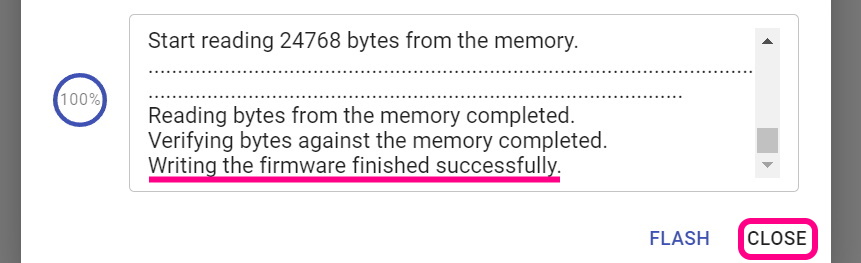 Start reading 24768 bytes from the memory.
........................................................................................................
............................................................................................
100%
Reading bytes from the memory completed.
Verifying bytes against the memory completed.
Writing the firmware finished successfully.
FLASH CLOSE